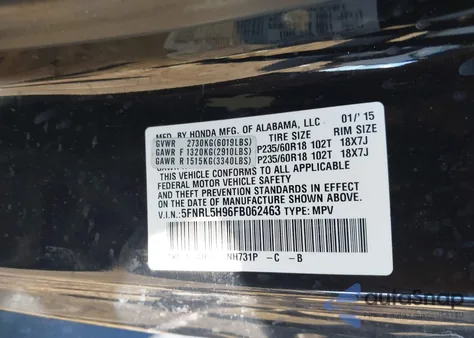 MFD. BY HONDA MFG. OF ALABAMA, LLC 01/'15
GVWR 2730KG(6019LBS) TIRE SIZE RIM SIZE
GAWR F 1320KG(2910LBS) P235/60R18 102T 18X7J
GAWR R 1515KG(3340LBS) P235/60R18 102T 18X7J
THIS VEHICLE CONFORMS TO ALL APPLICABLE
FEDERAL MOTOR VEHICLE SAFETY, BUMPER,
AND THEFT PREVENTION STANDARDS IN EFFECT
ON THE DATE OF MANUFACTURE SHOWN ABOVE.
V.I.N.: 5FNRL5H96FB062463 TYPE: MPV
NH731P -C -B
autoSnap